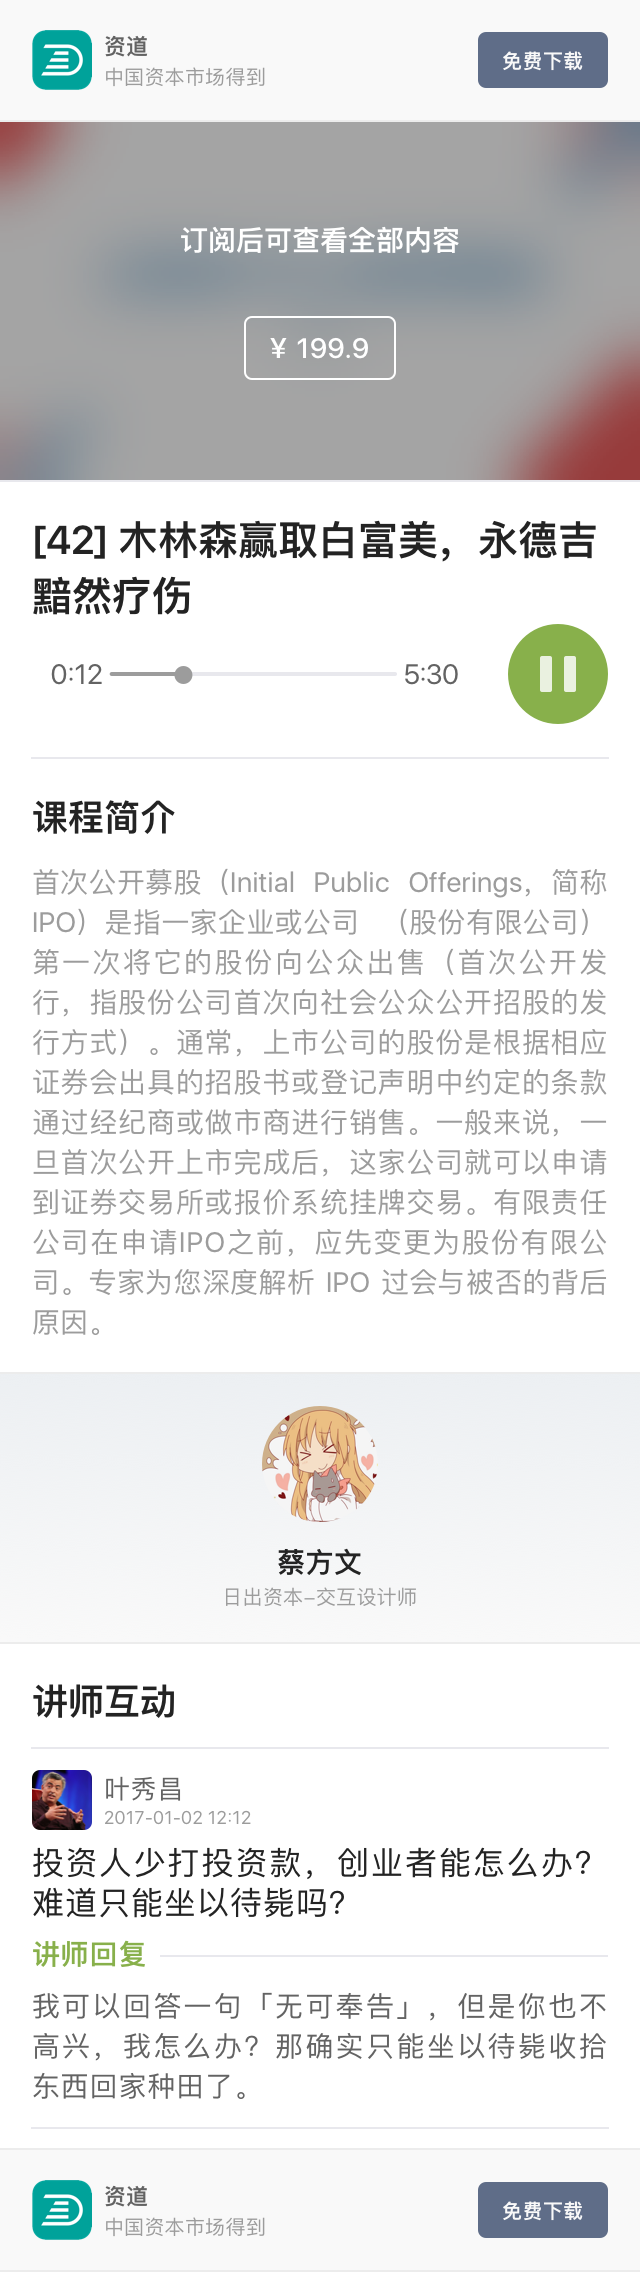 资道
中国资本市场得到
免费下载
订阅后可查看全部内容
¥ 199.9
[42] 木林森赢取白富美，永德吉
黯然疗伤
0:12
5:30
课程简介
首次公开募股（Initial Public Offerings，简称
IPO）是指一家企业或公司 （股份有限公司）
第一次将它的股份向公众出售（首次公开发
行，指股份公司首次向社会公众公开招股的发
行方式）。通常，上市公司的股份是根据相应
证券会出具的招股书或登记声明中约定的条款
通过经纪商或做市商进行销售。一般来说，一
旦首次公开上市完成后，这家公司就可以申请
到证券交易所或报价系统挂牌交易。有限责任
公司在申请IPO之前，应先变更为股份有限公
司。专家为您深度解析 IPO 过会与被否的背后
原因。
蔡方文
日出资本–交互设计师
讲师互动
叶秀昌
2017-01-02 12:12
投资人少打投资款，创业者能怎么办？
难道只能坐以待毙吗？
讲师回复
我可以回答一句「无可奉告」，但是你也不
高兴，我怎么办？那确实只能坐以待毙收拾
东西回家种田了。
资道
中国资本市场得到
免费下载